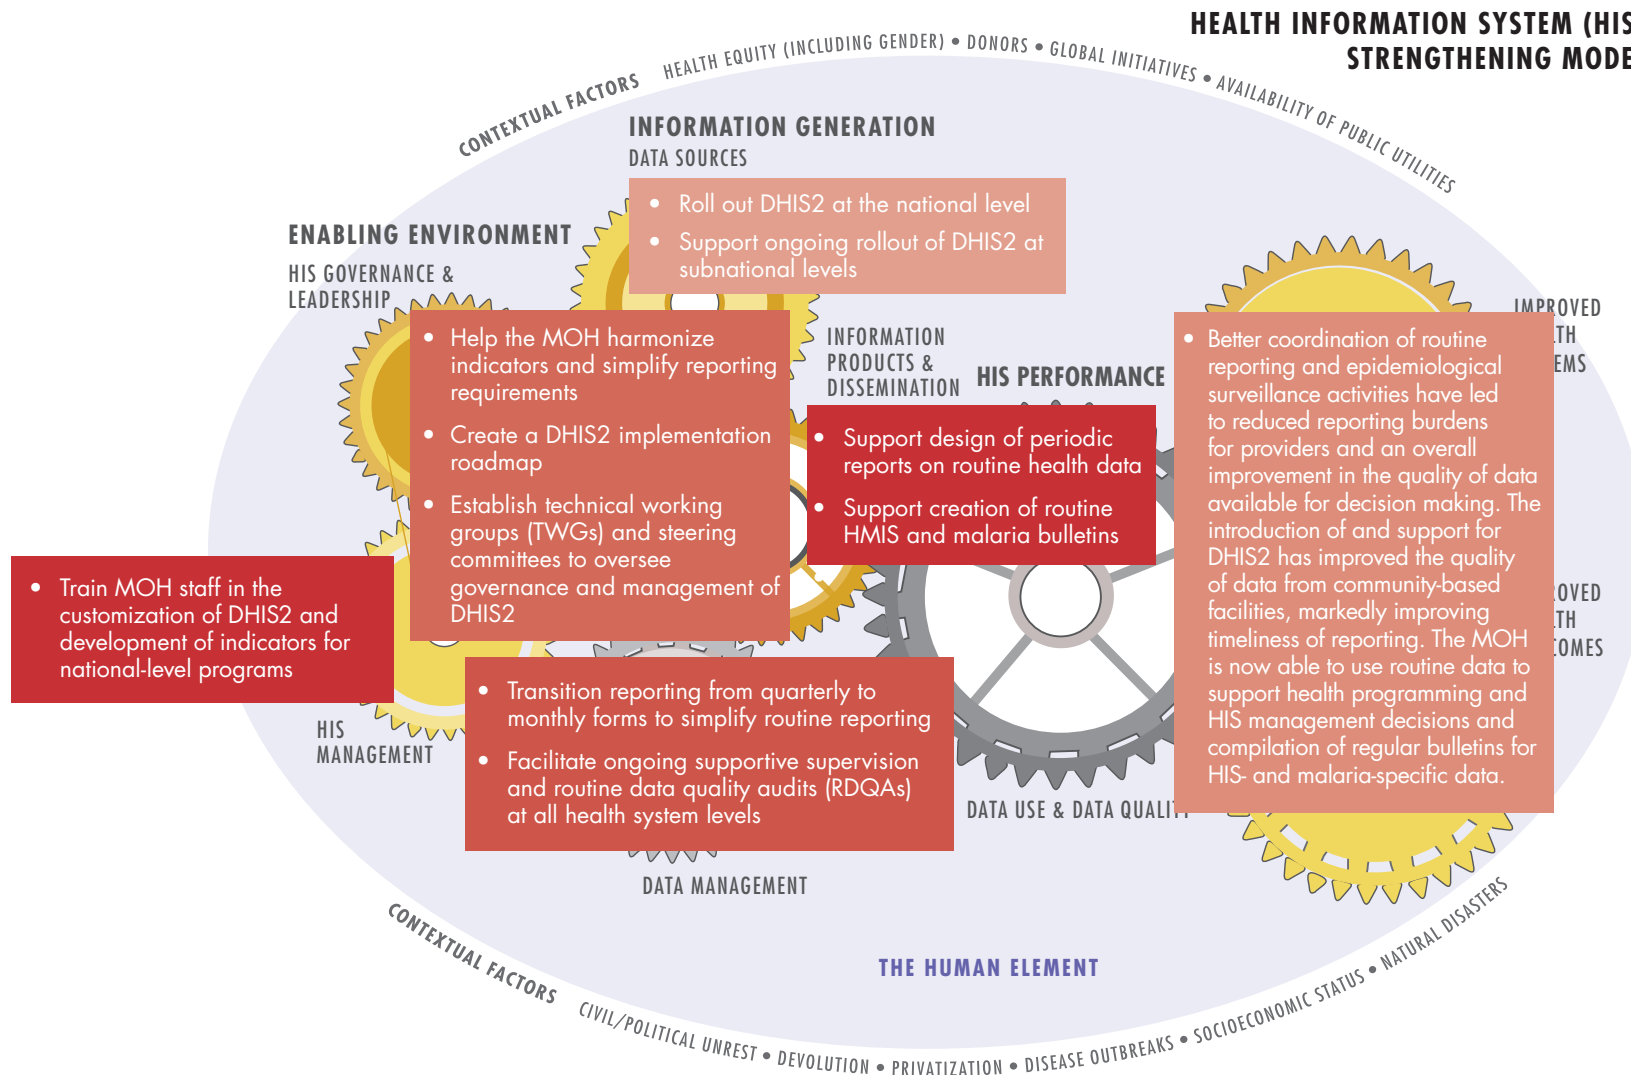 HEALTH INFORMATION SYSTEM (HIS
STRENGTHENING MODE
CONTEXTUAL FACTORS
HEALTH EQUITY (INCLUDING GENDER) • DONORS • GLOBAL INITIATIVES • AVAILABILITY OF PUBLIC UTILITIES
INFORMATION GENERATION
DATA SOURCES
• Roll out DHIS2 at the national level
• Support ongoing rollout of DHIS2 at
subnational levels
ENABLING ENVIRONMENT
HIS GOVERNANCE &
LEADERSHIP
• Help the MOH harmonize
indicators and simplify reporting
requirements
• Create a DHIS2 implementation
roadmap
• Establish technical working
groups (TWGs) and steering
committees to oversee
governance and management of
DHIS2
INFORMATION
PRODUCTS &
DISSEMINATION
HIS PERFORMANCE
• Support design of periodic
reports on routine health data
• Support creation of routine
HMIS and malaria bulletins
IMPROVED
TH
EMS
• Better coordination of routine
reporting and epidemiological
surveillance activities have led
to reduced reporting burdens
for providers and an overall
improvement in the quality of data
available for decision making. The
introduction of and support for
DHIS2 has improved the quality
of data from community-based
facilities, markedly improving
timeliness of reporting. The MOH
is now able to use routine data to
support health programming and
HIS management decisions and
compilation of regular bulletins for
HIS- and malaria-specific data.
OVED
TH
COMES
• Train MOH staff in the
customization of DHIS2 and
development of indicators for
national-level programs
HIS
MANAGEMENT
• Transition reporting from quarterly to
monthly forms to simplify routine reporting
• Facilitate ongoing supportive supervision
and routine data quality audits (RDQAs)
at all health system levels
DATA USE & DATA QUALITY
DATA MANAGEMENT
THE HUMAN ELEMENT
CONTEXTUAL FACTORS
CIVIL/POLITICAL UNREST • DEVOLUTION • PRIVATIZATION • DISEASE OUTBREAKS • SOCIOECONOMIC STATUS • NATURAL DISASTERS